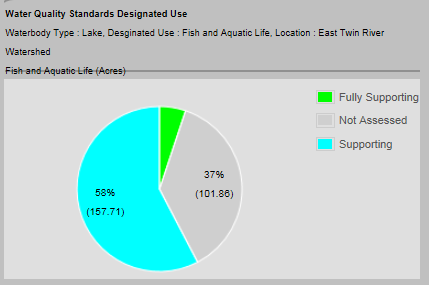 Water Quality Standards Designated Use
Waterbody Type : Lake, Desginated Use : Fish and Aquatic Life, Location : East Twin River
Watershed
Fish and Aquatic Life (Acres)
Fully Supporting
Not Assessed
Supporting
37%
(101.86)
58%
(157.71)